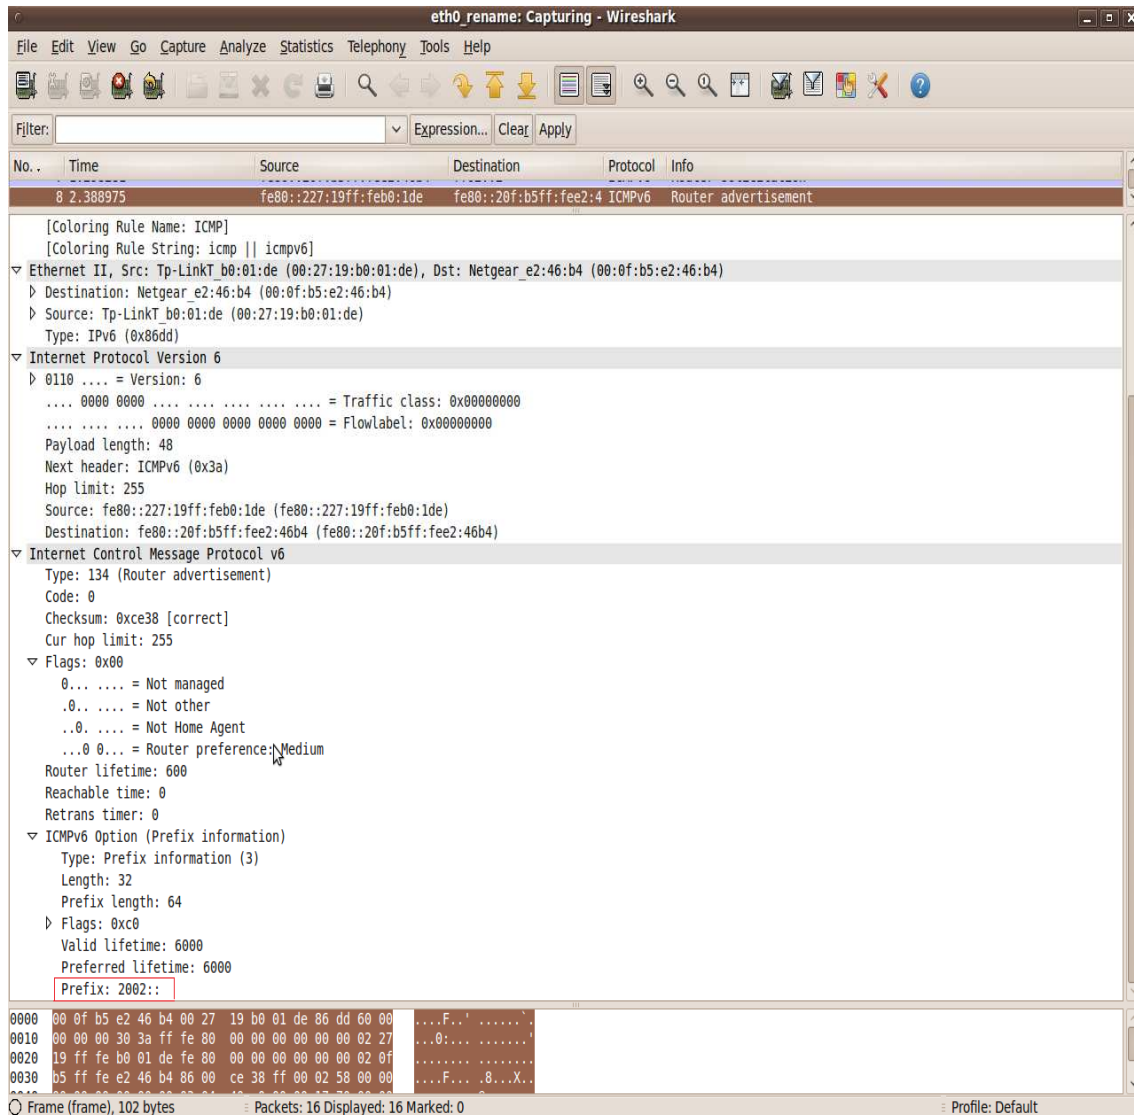 eth0_rename: Capturing - Wireshark
File Edit View Go Capture Analyze Statistics Telephony Tools Help
Filter: Expression... Clear Apply
No. . Time Source Destination Protocol Info
8 2.388975 fe80::227:19ff:feb0:1de fe80::20f:b5ff:fee2:4 ICMPv6 Router advertisement
[Coloring Rule Name: ICMP]
[Coloring Rule String: icmp || icmpv6]
Ethernet II, Src: Tp-LinkT_b0:01:de (00:27:19:b0:01:de), Dst: Netgear_e2:46:b4 (00:0f:b5:e2:46:b4)
Destination: Netgear_e2:46:b4 (00:0f:b5:e2:46:b4)
Source: Tp-LinkT_b0:01:de (00:27:19:b0:01:de)
Type: IPv6 (0x86dd)
Internet Protocol Version 6
0110 .... = Version: 6
.... 0000 0000 .... .... .... .... .... = Traffic class: 0x00000000
.... .... .... 0000 0000 0000 0000 0000 = Flowlabel: 0x00000000
Payload length: 48
Next header: ICMPv6 (0x3a)
Hop limit: 255
Source: fe80::227:19ff:feb0:1de (fe80::227:19ff:feb0:1de)
Destination: fe80::20f:b5ff:fee2:46b4 (fe80::20f:b5ff:fee2:46b4)
Internet Control Message Protocol v6
Type: 134 (Router advertisement)
Code: 0
Checksum: 0xce38 [correct]
Cur hop limit: 255
Flags: 0x00
0... .... = Not managed
.0.. .... = Not other
..0. .... = Not Home Agent
...0 0... = Router preference: Medium
Router lifetime: 600
Reachable time: 0
Retrans timer: 0
ICMPv6 Option (Prefix information)
Type: Prefix information (3)
Length: 32
Prefix length: 64
Flags: 0xc0
Valid lifetime: 6000
Preferred lifetime: 6000
Prefix: 2002::
0000 00 0f b5 e2 46 b4 00 27 19 b0 01 de 86 dd 60 00 ....F..' ......`.
0010 00 00 00 30 3a ff fe 80 00 00 00 00 00 00 02 27 ...0:... .......'
0020 19 ff fe b0 01 de fe 80 00 00 00 00 00 00 02 0f ........ ........
0030 b5 ff fe e2 46 b4 86 00 ce 38 ff 00 02 58 00 00 ....F... .8...X..
Frame (frame), 102 bytes Packets: 16 Displayed: 16 Marked: 0 Profile: Default